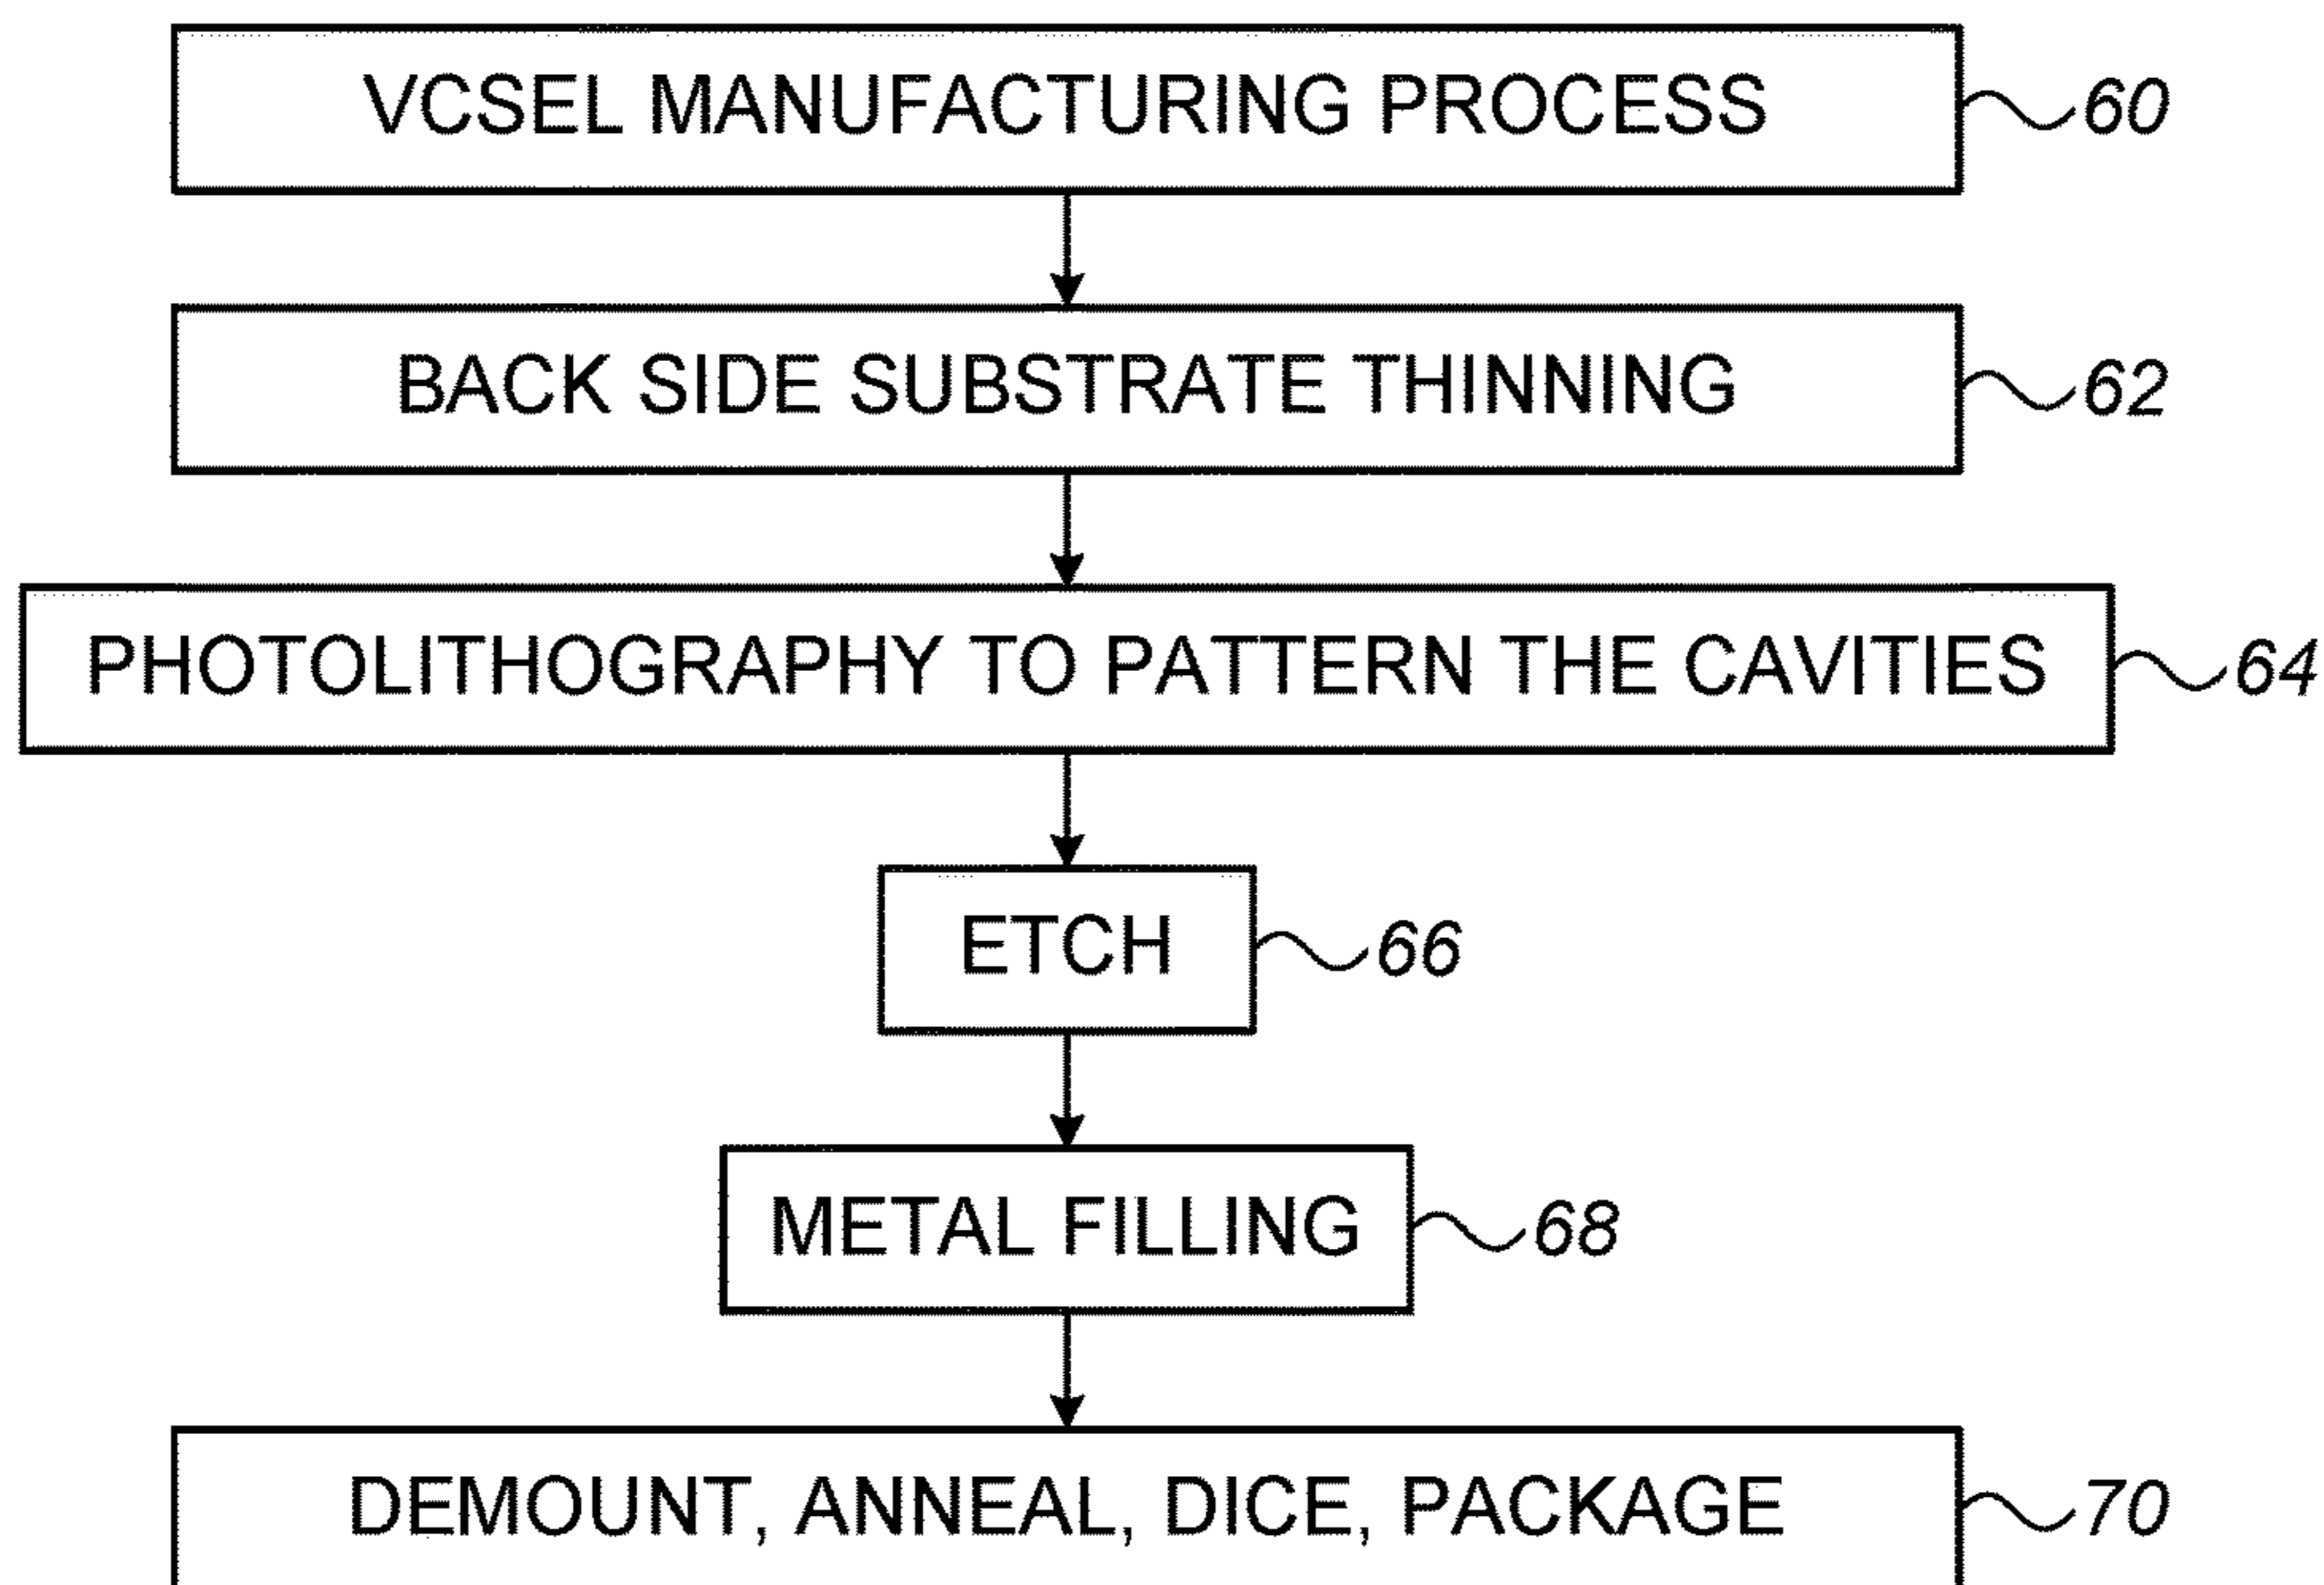 VCSEL MANUFACTURING PROCESS 60
BACK SIDE SUBSTRATE THINNING 62
PHOTOLITHOGRAPHY TO PATTERN THE CAVITIES 64
ETCH 66
METAL FILLING 68
DEMOUNT, ANNEAL, DICE, PACKAGE 70